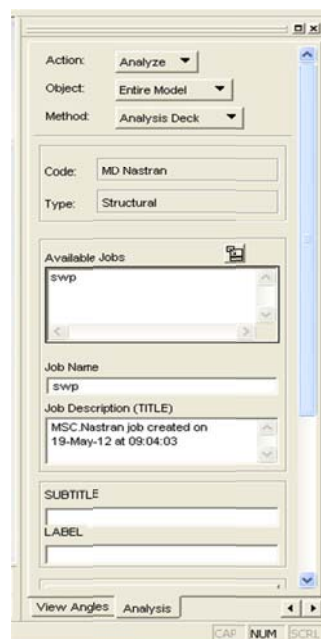 Action: Analyze
Object: Entire Model
Method: Analysis Deck
Code: MD Nastran
Type: Structural
Available Jobs
swp
Job Name
swp
Job Description (TITLE)
MSC.Nastran job created on
19-May-12 at 09:04:03
SUBTITLE
LABEL
View Angles Analysis
CAP NUM SCRL